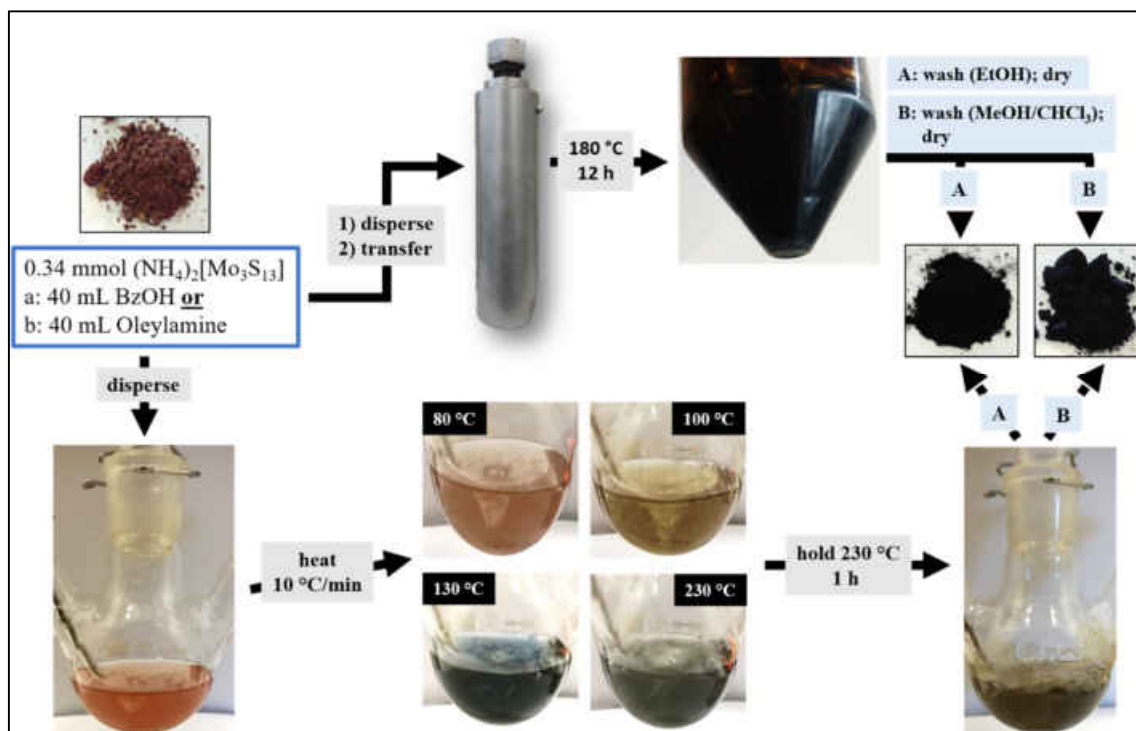 A: wash (EtOH); dry
B: wash (MeOH/CHCl₃);
dry
180 °C
12 h
A
B
1) disperse
2) transfer
0.34 mmol (NH₄)₂[Mo₃S₁₃]
a: 40 mL BzOH or
b: 40 mL Oleylamine
disperse
80 °C
100 °C
A
B
heat
10 °C/min
hold 230 °C
1 h
130 °C
230 °C